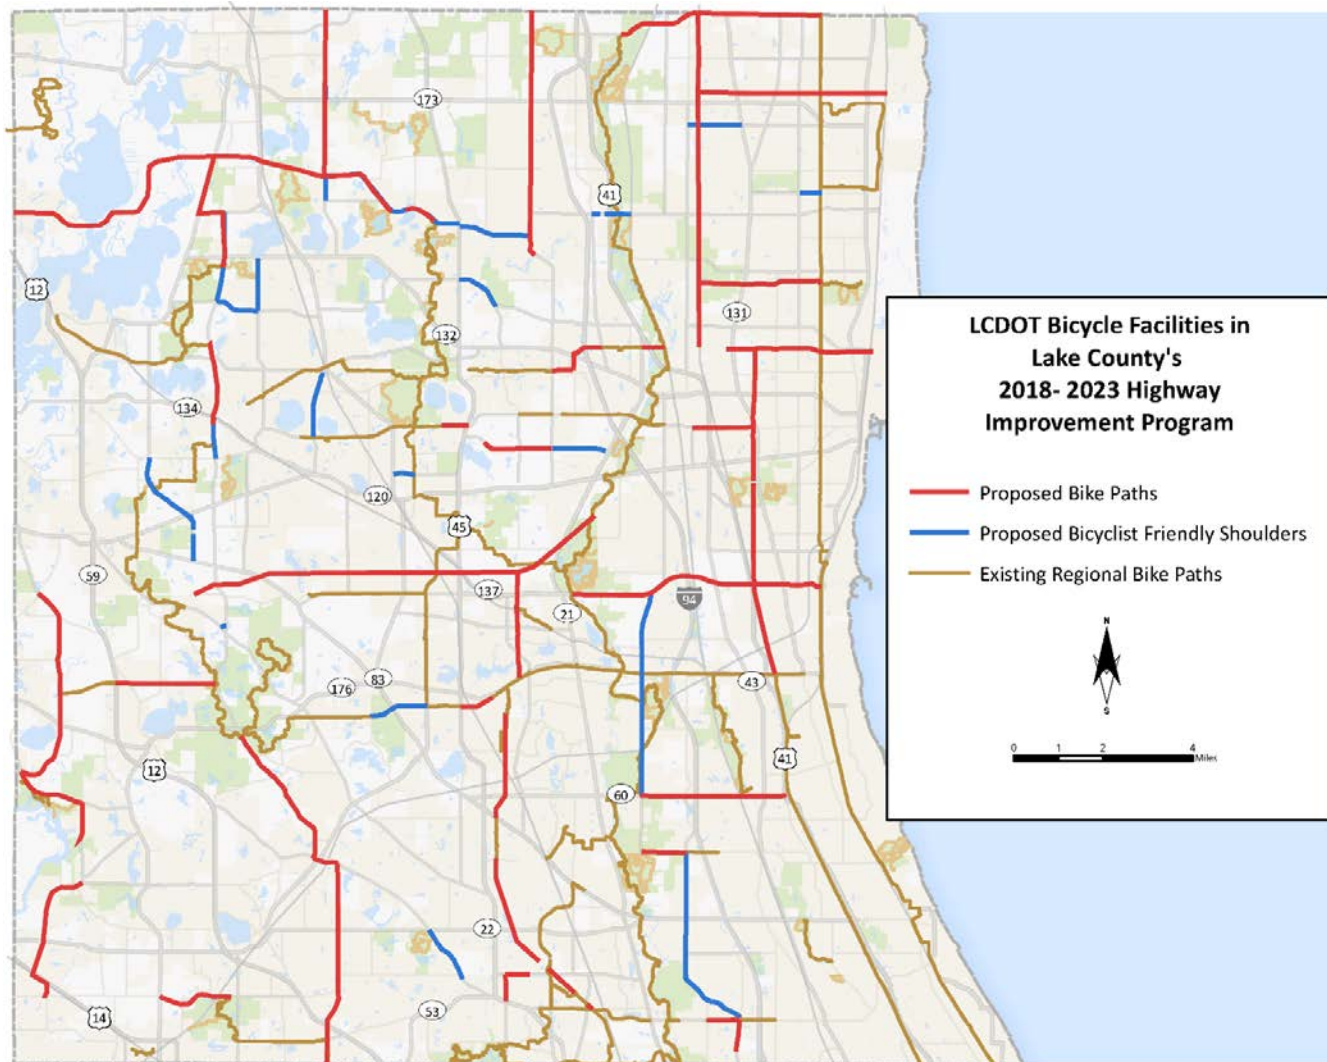 173
41
12
131
132
134
120
45
59
137
94
21
176
83
43
12
41
60
22
14
53
LCDOT Bicycle Facilities in
Lake County's
2018- 2023 Highway
Improvement Program
Proposed Bike Paths
Proposed Bicyclist Friendly Shoulders
Existing Regional Bike Paths
N
S
0 1 2 4
Miles